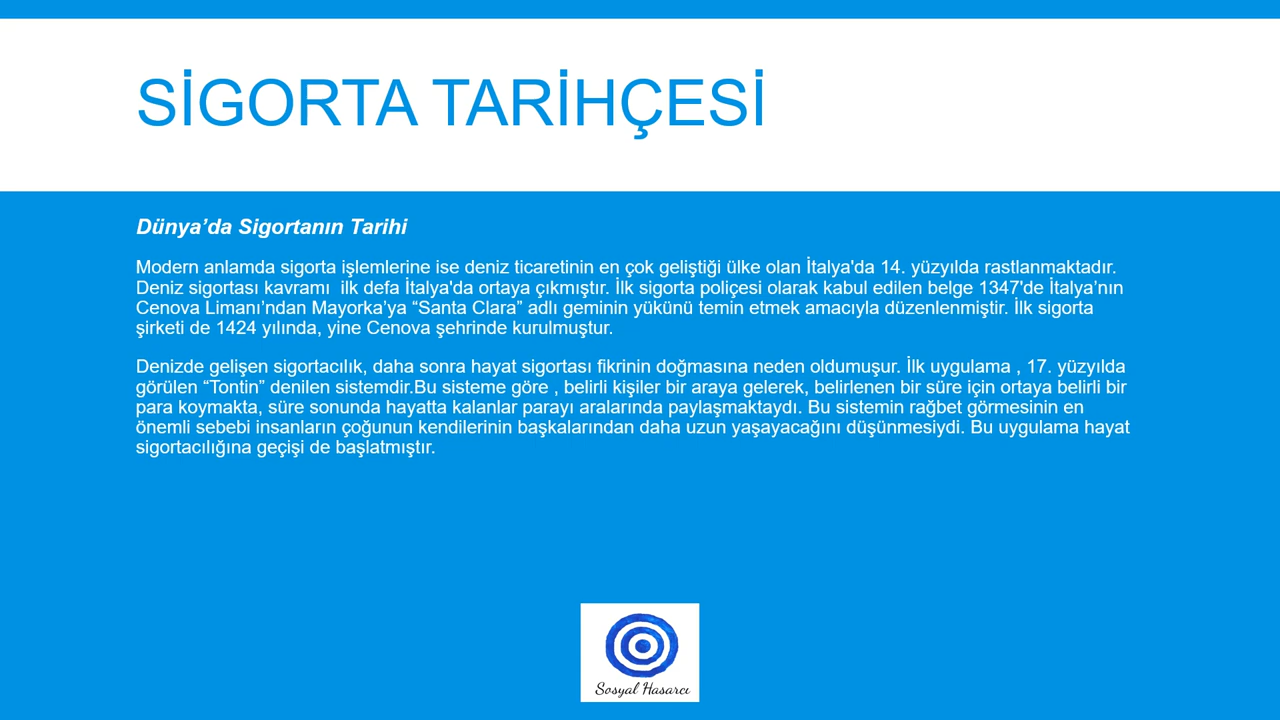 SİGORTA TARİHÇESİ
Dünya’da Sigortanın Tarihi
Modern anlamda sigorta işlemlerine ise deniz ticaretinin en çok geliştiği ülke olan İtalya'da 14. yüzyılda rastlanmaktadır.
Deniz sigortası kavramı  ilk defa İtalya'da ortaya çıkmıştır. İlk sigorta poliçesi olarak kabul edilen belge 1347'de İtalya’nın
Cenova Limanı’ndan Mayorka’ya “Santa Clara” adlı geminin yükünü temin etmek amacıyla düzenlenmiştir. İlk sigorta
şirketi de 1424 yılında, yine Cenova şehrinde kurulmuştur.
Denizde gelişen sigortacılık, daha sonra hayat sigortası fikrinin doğmasına neden oldumuşur. İlk uygulama , 17. yüzyılda
görülen “Tontin” denilen sistemdir.Bu sisteme göre , belirli kişiler bir araya gelerek, belirlenen bir süre için ortaya belirli bir
para koymakta, süre sonunda hayatta kalanlar parayı aralarında paylaşmaktaydı. Bu sistemin rağbet görmesinin en
önemli sebebi insanların çoğunun kendilerinin başkalarından daha uzun yaşayacağını düşünmesiydi. Bu uygulama hayat
sigortacılığına geçişi de başlatmıştır.
Sosyal Hasarcı